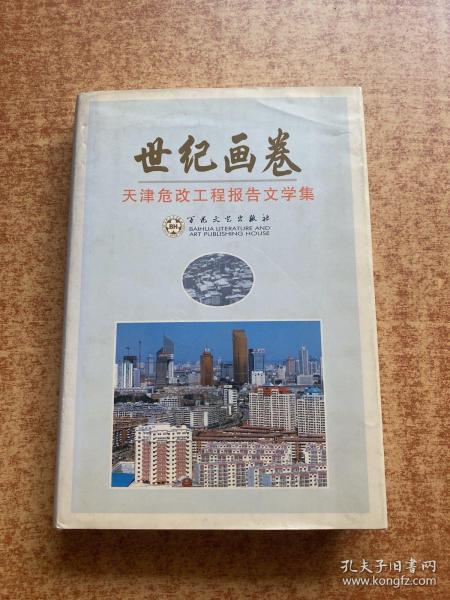 世纪画卷
天津危改工程报告文学集
BH
百花文艺出版社
BAIHUA LITERATURE AND
ART PUBLISHING HOUSE
孔夫子旧书网
www.kongfz.com